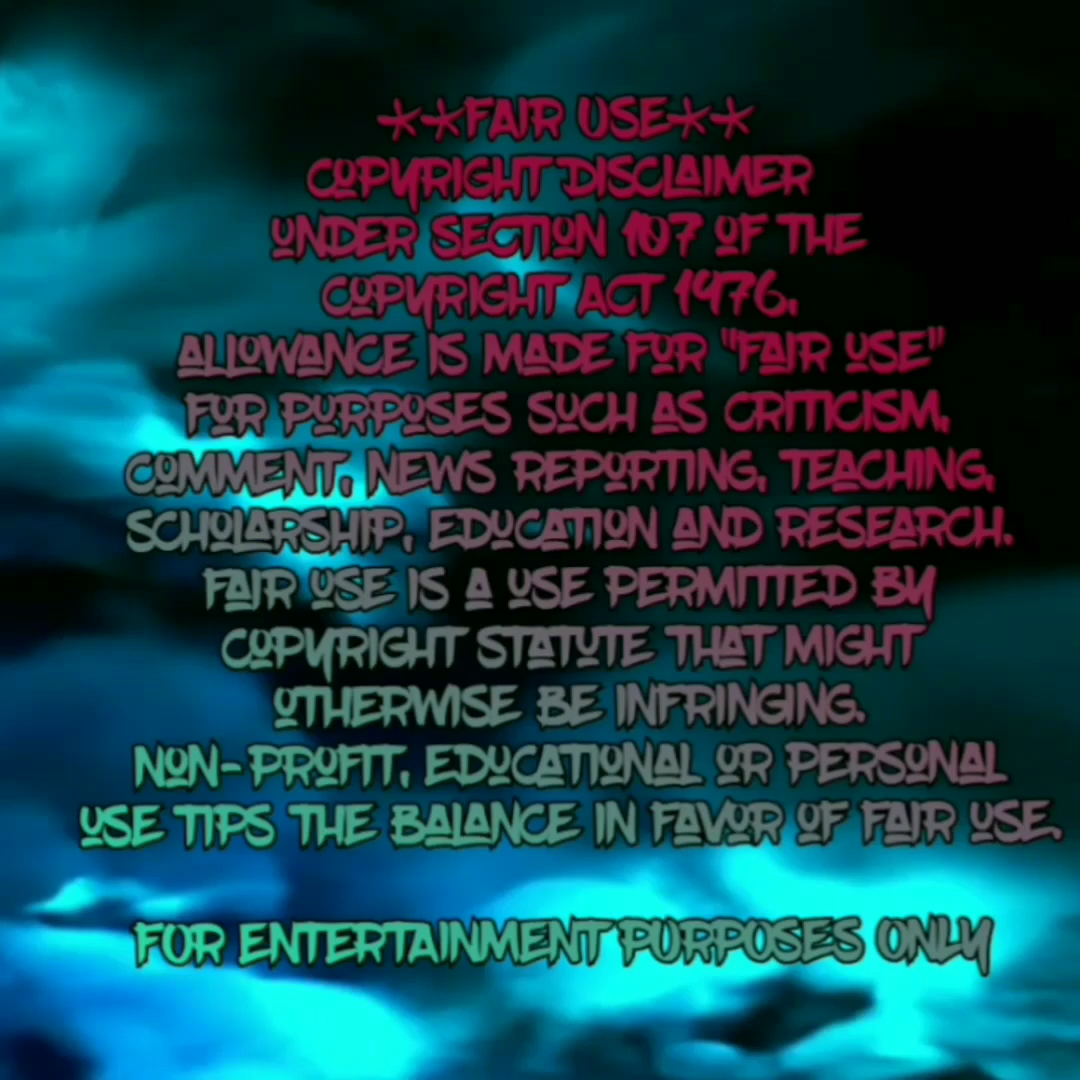 **FAIR USE**
COPYRIGHT DISCLAIMER
UNDER SECTION 107 OF THE
COPYRIGHT ACT 1976,
ALLOWANCE IS MADE FOR "FAIR USE"
FOR PURPOSES SUCH AS CRITICISM,
COMMENT, NEWS REPORTING, TEACHING,
SCHOLARSHIP, EDUCATION AND RESEARCH.
FAIR USE IS A USE PERMITTED BY
COPYRIGHT STATUTE THAT MIGHT
OTHERWISE BE INFRINGING.
NON-PROFIT, EDUCATIONAL OR PERSONAL
USE TIPS THE BALANCE IN FAVOR OF FAIR USE,
FOR ENTERTAINMENT PURPOSES ONLY